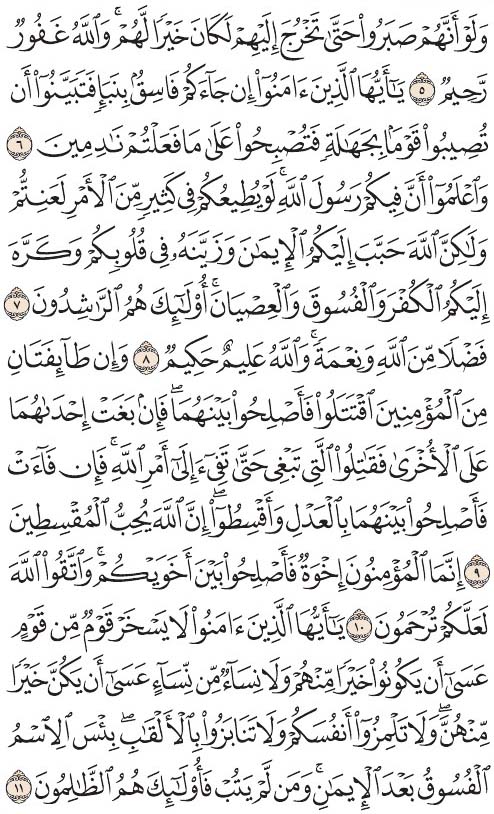 وَلَوۡ أَنَّهُمۡ صَبَرُواْ حَتَّىٰ تَخۡرُجَ إِلَيۡهِمۡ لَكَانَ خَيۡرٗا لَّهُمۡۚ وَٱللَّهُ غَفُورٞ
رَّحِيمٞ ٥ يَٰٓأَيُّهَا ٱلَّذِينَ ءَامَنُوٓاْ إِن جَآءَكُمۡ فَاسِقُۢ بِنَبَإٖ فَتَبَيَّنُوٓاْ أَن
تُصِيبُواْ قَوۡمَۢا بِجَهَٰلَةٖ فَتُصۡبِحُواْ عَلَىٰ مَا فَعَلۡتُمۡ نَٰدِمِينَ ٦
وَٱعۡلَمُوٓاْ أَنَّ فِيكُمۡ رَسُولَ ٱللَّهِۚ لَوۡ يُطِيعُكُمۡ فِي كَثِيرٖ مِّنَ ٱلۡأَمۡرِ لَعَنِتُّمۡ
وَلَٰكِنَّ ٱللَّهَ حَبَّبَ إِلَيۡكُمُ ٱلۡإِيمَٰنَ وَزَيَّنَهُۥ فِي قُلُوبِكُمۡ وَكَرَّهَ
إِلَيۡكُمُ ٱلۡكُفۡرَ وَٱلۡفُسُوقَ وَٱلۡعِصۡيَانَۚ أُوْلَٰٓئِكَ هُمُ ٱلرَّٰشِدُونَ ٧
فَضۡلٗا مِّنَ ٱللَّهِ وَنِعۡمَةٗۚ وَٱللَّهُ عَلِيمٌ حَكِيمٞ ٨ وَإِن طَآئِفَتَانِ
مِنَ ٱلۡمُؤۡمِنِينَ ٱقۡتَتَلُواْ فَأَصۡلِحُواْ بَيۡنَهُمَاۖ فَإِنۢ بَغَتۡ إِحۡدَىٰهُمَا
عَلَى ٱلۡأُخۡرَىٰ فَقَٰتِلُواْ ٱلَّتِي تَبۡغِي حَتَّىٰ تَفِيٓءَ إِلَىٰٓ أَمۡرِ ٱللَّهِۚ فَإِن فَآءَتۡ
فَأَصۡلِحُواْ بَيۡنَهُمَا بِٱلۡعَدۡلِ وَأَقۡسِطُوٓاْۖ إِنَّ ٱللَّهَ يُحِبُّ ٱلۡمُقۡسِطِينَ
٩ إِنَّمَا ٱلۡمُؤۡمِنُونَ إِخۡوَةٞ فَأَصۡلِحُواْ بَيۡنَ أَخَوَيۡكُمۡۚ وَٱتَّقُواْ ٱللَّهَ
لَعَلَّكُمۡ تُرۡحَمُونَ ١٠ يَٰٓأَيُّهَا ٱلَّذِينَ ءَامَنُواْ لَا يَسۡخَرۡ قَوۡمٞ مِّن قَوۡمٍ
عَسَىٰٓ أَن يَكُونُواْ خَيۡرٗا مِّنۡهُمۡ وَلَا نِسَآءٞ مِّن نِّسَآءٍ عَسَىٰٓ أَن يَكُنَّ خَيۡرٗا
مِّنۡهُنَّۖ وَلَا تَلۡمِزُوٓاْ أَنفُسَكُمۡ وَلَا تَنَابَزُواْ بِٱلۡأَلۡقَٰبِۖ بِئۡسَ ٱلِٱسۡمُ
ٱلۡفُسُوقُ بَعۡدَ ٱلۡإِيمَٰنِۚ وَمَن لَّمۡ يَتُبۡ فَأُوْلَٰٓئِكَ هُمُ ٱلظَّٰلِمُونَ ١١